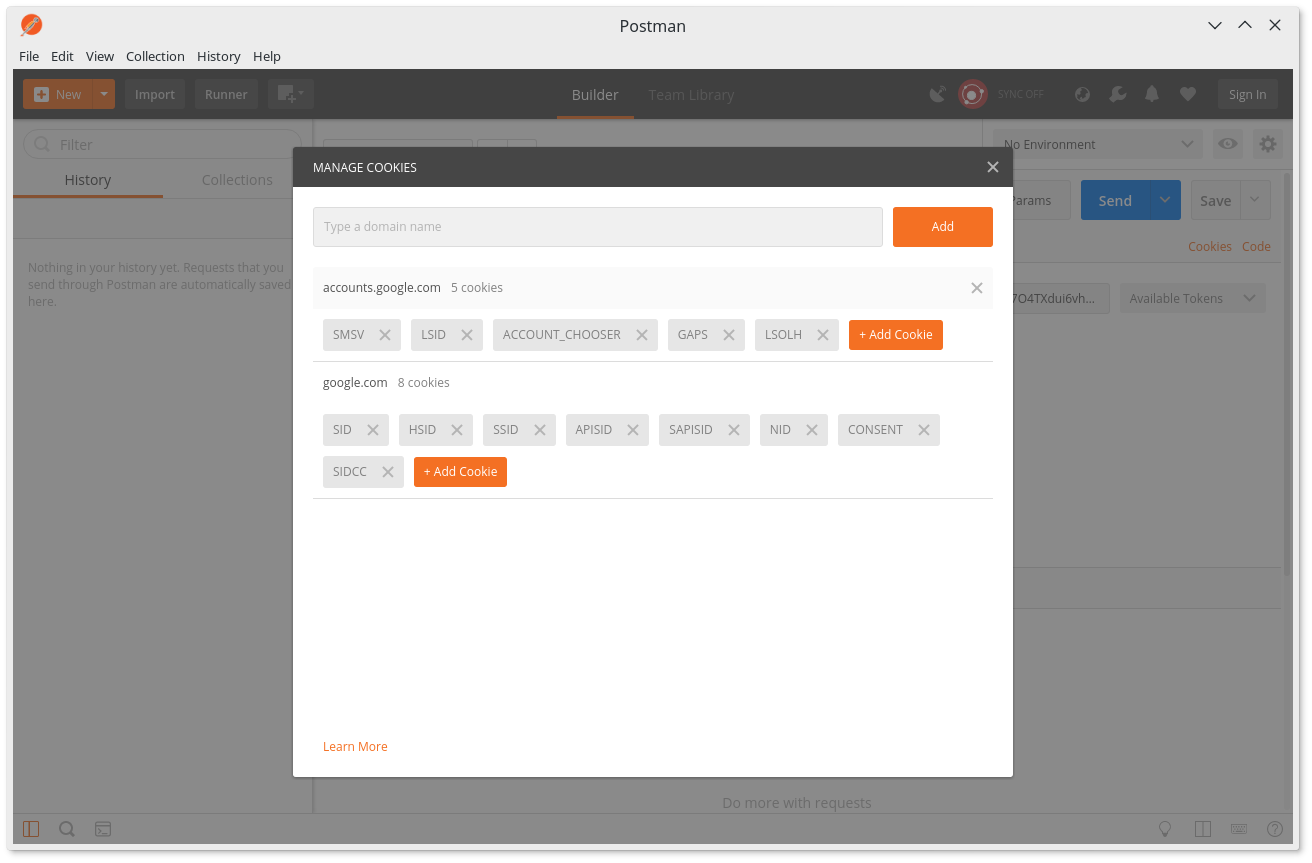 Postman
File Edit View Collection History Help
New Import Runner Builder Team Library SYNC OFF Sign In
Filter
No Environment
History Collections
MANAGE COOKIES
Params Send Save
Type a domain name Add
Cookies Code
Nothing in your history yet. Requests that you
send through Postman are automatically saved
here.
accounts.google.com 5 cookies
7O4TXdui6vh... Available Tokens
SMSV LSID ACCOUNT_CHOOSER GAPS LSOLH + Add Cookie
google.com 8 cookies
SID HSID SSID APISID SAPISID NID CONSENT
SIDCC + Add Cookie
Learn More
Do more with requests